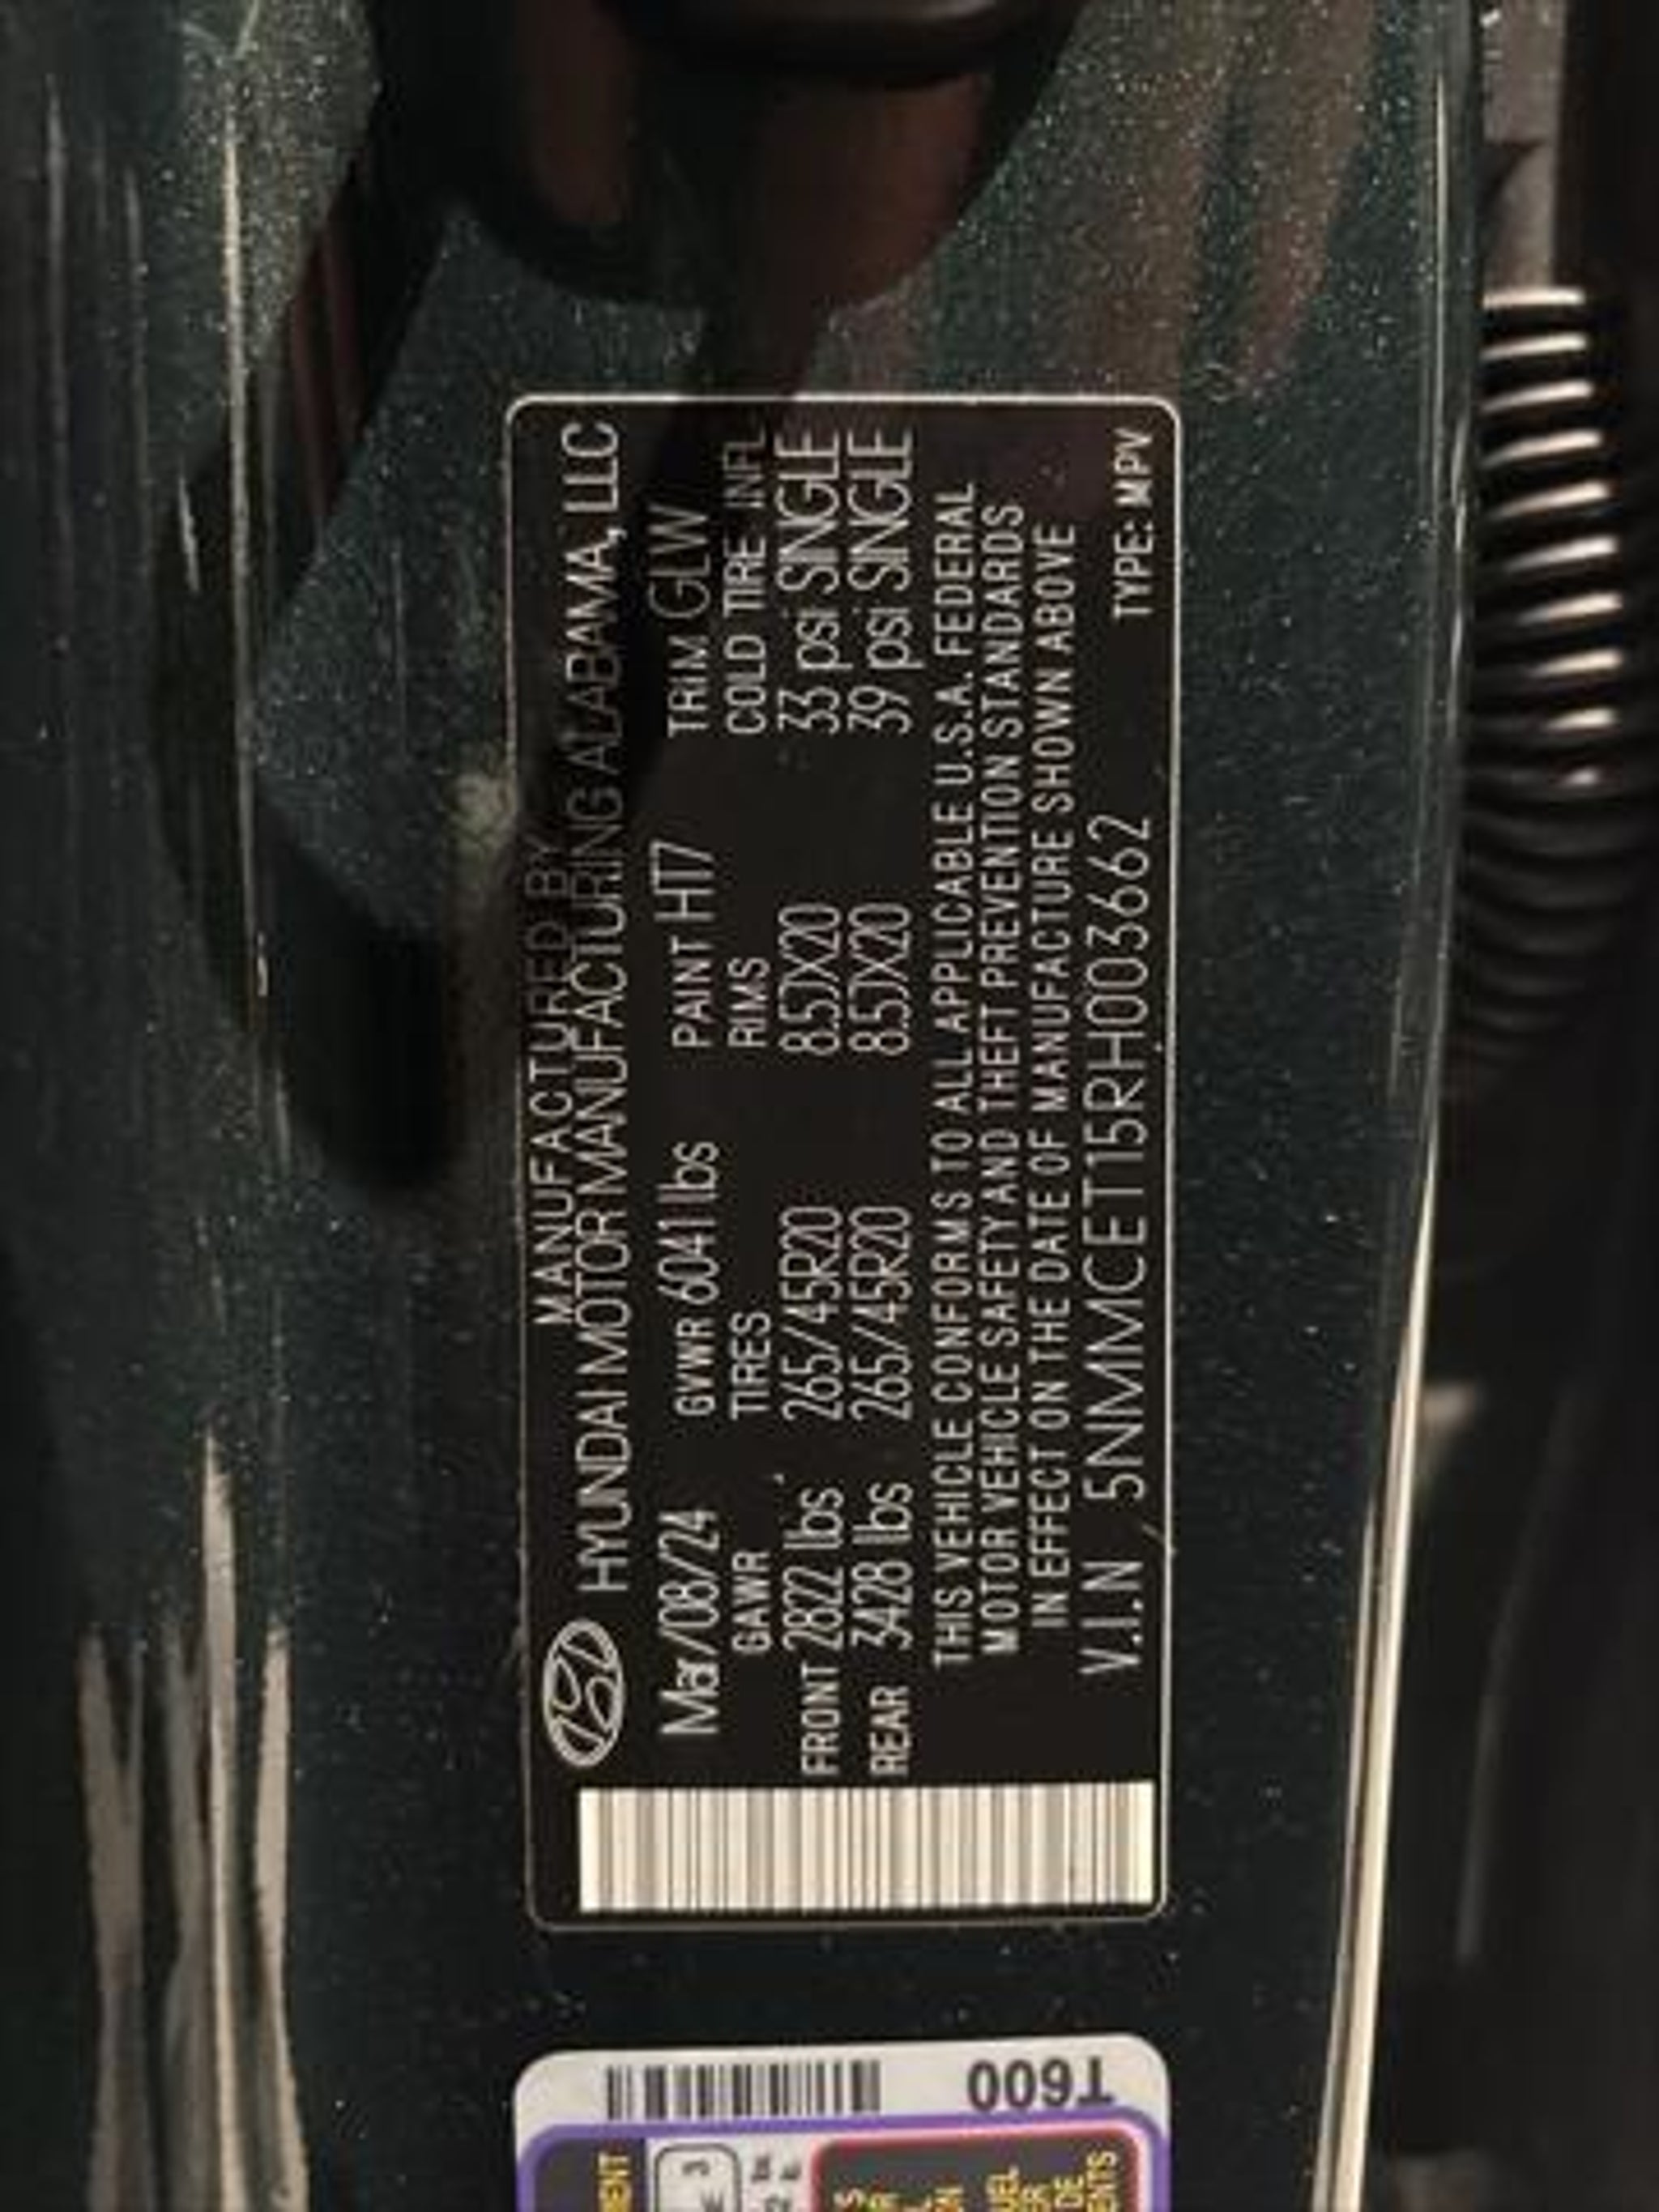 MANUFACTURED BY
HYUNDAI MOTOR MANUFACTURING ALABAMA, LLC
Mar/08/24 GVWR 6041 lbs PAINT HT7 TRIM GLW
GAWR TIRES RIMS COLD TIRE INFL
FRONT 2822 lbs 265/45R20 8.5JX20 33 psi SINGLE
REAR 3428 lbs 265/45R20 8.5JX20 39 psi SINGLE
THIS VEHICLE CONFORMS TO ALL APPLICABLE U.S.A. FEDERAL
MOTOR VEHICLE SAFETY AND THEFT PREVENTION STANDARDS
IN EFFECT ON THE DATE OF MANUFACTURE SHOWN ABOVE
V.I.N 5NMMCET15RH003662 TYPE: MPV
T600